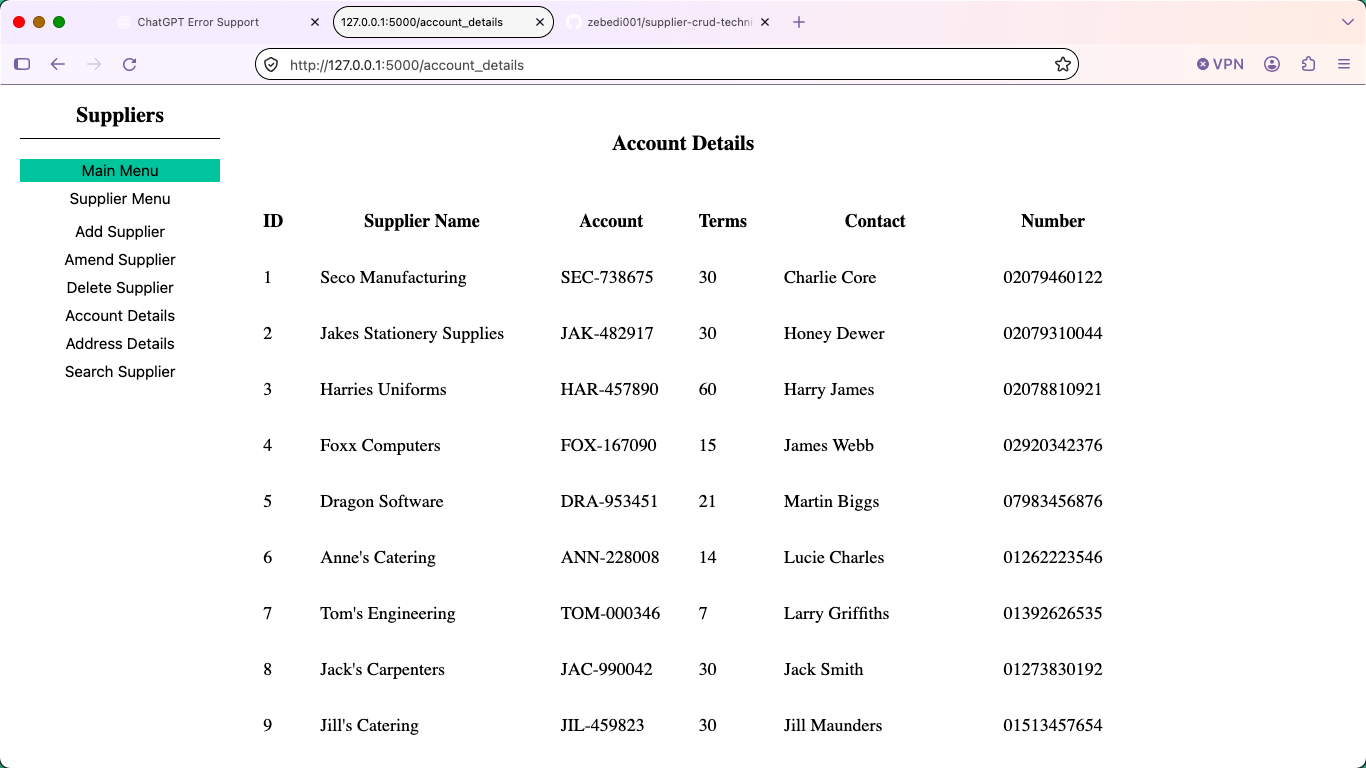 ChatGPT Error Support
127.0.0.1:5000/account_details
zebedi001/supplier-crud-techni
http://127.0.0.1:5000/account_details
VPN
Suppliers
Main Menu
Supplier Menu
Add Supplier
Amend Supplier
Delete Supplier
Account Details
Address Details
Search Supplier
Account Details
ID Supplier Name Account Terms Contact Number
1 Seco Manufacturing SEC-738675 30 Charlie Core 02079460122
2 Jakes Stationery Supplies JAK-482917 30 Honey Dewer 02079310044
3 Harries Uniforms HAR-457890 60 Harry James 02078810921
4 Foxx Computers FOX-167090 15 James Webb 02920342376
5 Dragon Software DRA-953451 21 Martin Biggs 07983456876
6 Anne's Catering ANN-228008 14 Lucie Charles 01262223546
7 Tom's Engineering TOM-000346 7 Larry Griffiths 01392626535
8 Jack's Carpenters JAC-990042 30 Jack Smith 01273830192
9 Jill's Catering JIL-459823 30 Jill Maunders 01513457654